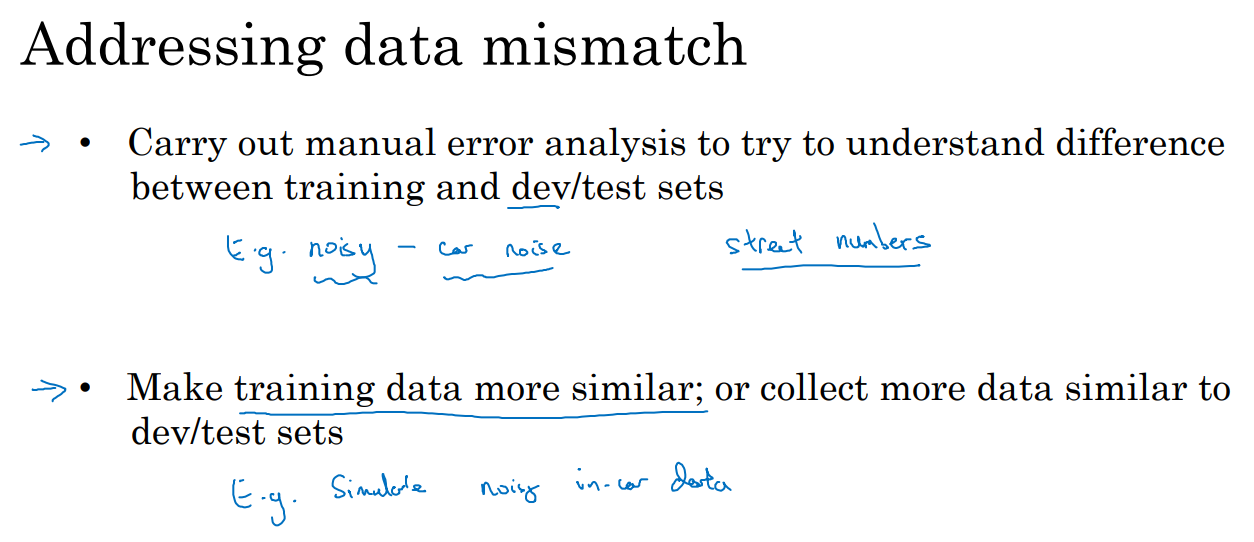 Addressing data mismatch
→ • Carry out manual error analysis to try to understand difference
between training and dev/test sets
E.g. noisy - car noise street numbers
→ • Make training data more similar; or collect more data similar to
dev/test sets
E.g. Simulate noisy in-car data